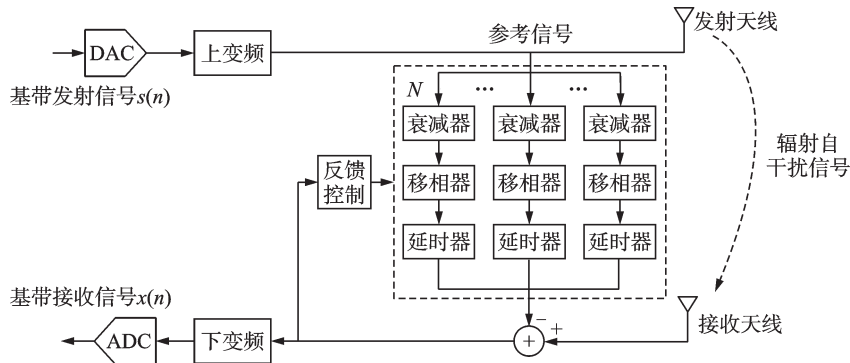 DAC
上变频
参考信号
发射天线
基带发射信号s(n)
N
...
...
衰减器
衰减器
衰减器
反馈
控制
移相器
移相器
移相器
辐射自
干扰信号
延时器
延时器
延时器
基带接收信号x(n)
ADC
下变频
−
+
+
接收天线